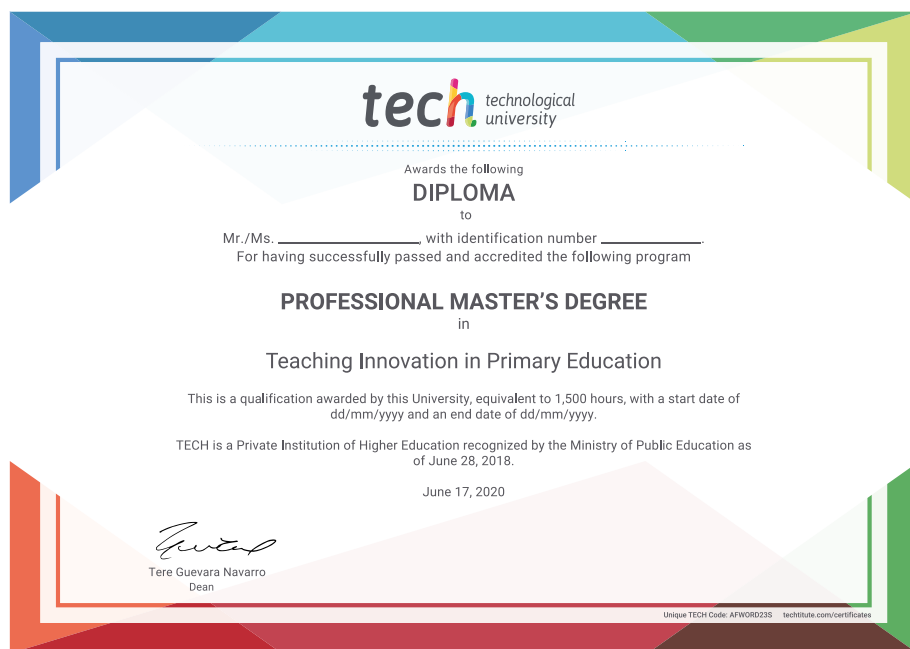 tech technological
university
Awards the following
DIPLOMA
to
Mr./Ms. ____________, with identification number ____________.
For having successfully passed and accredited the following program
PROFESSIONAL MASTER'S DEGREE
in
Teaching Innovation in Primary Education
This is a qualification awarded by this University, equivalent to 1,500 hours, with a start date of
dd/mm/yyyy and an end date of dd/mm/yyyy.
TECH is a Private Institution of Higher Education recognized by the Ministry of Public Education as
of June 28, 2018.
June 17, 2020
Tere Guevara Navarro
Dean
Unique TECH Code: AFWORD23S techtitute.com/certificates